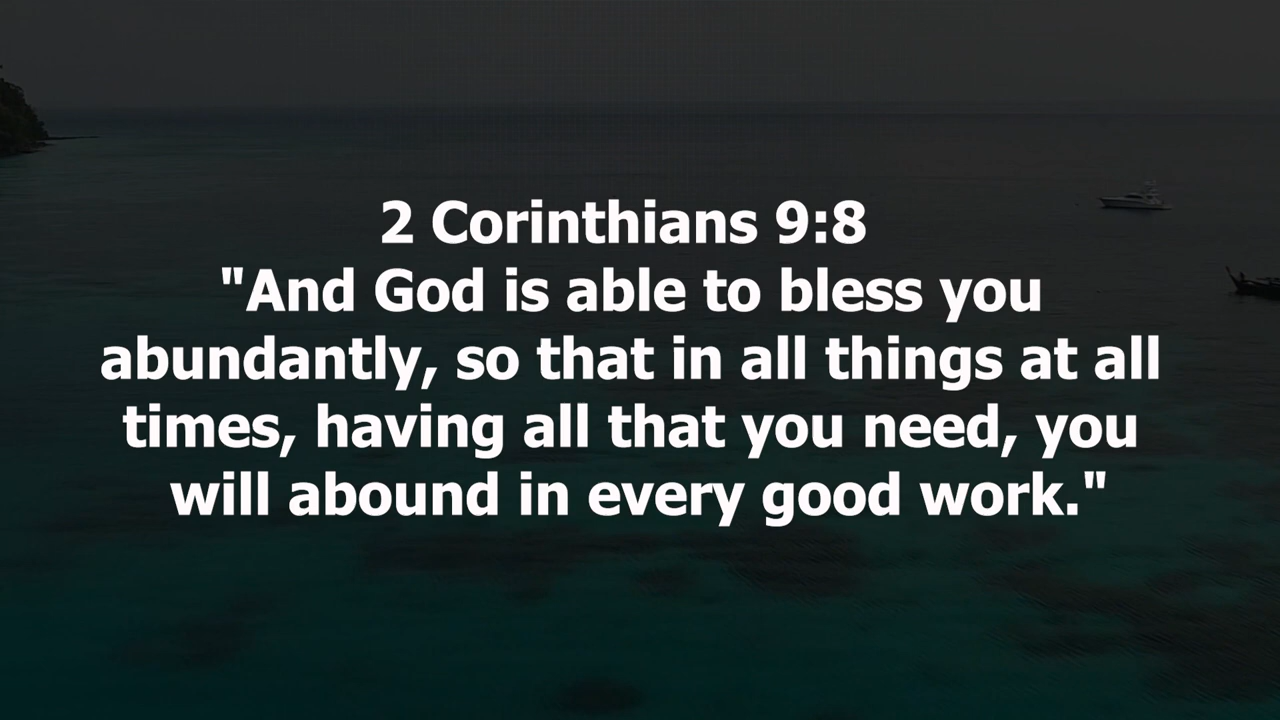 2 Corinthians 9:8
"And God is able to bless you
abundantly, so that in all things at all
times, having all that you need, you
will abound in every good work."